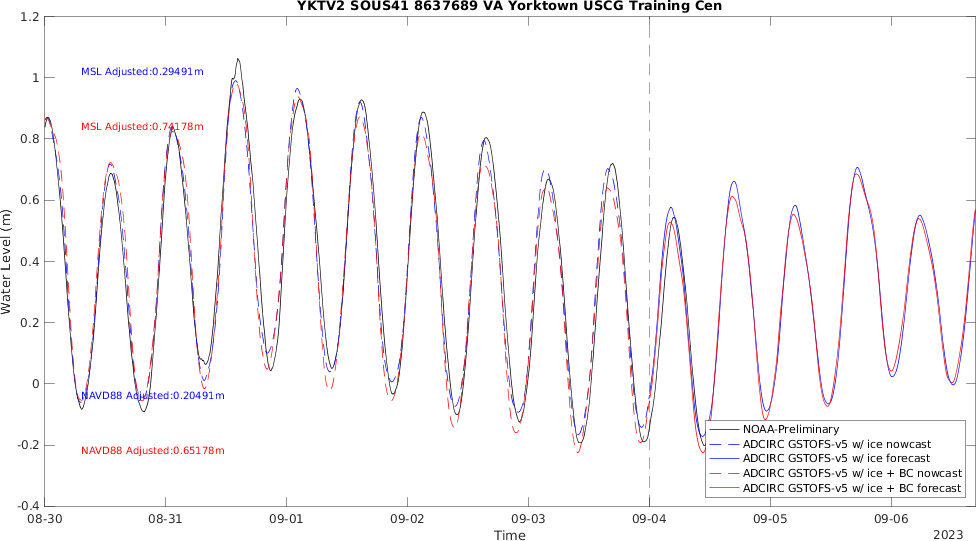 YKTV2 SOUS41 8637689 VA Yorktown USCG Training Cen
1.2
1
0.8
0.6
0.4
0.2
0
-0.2
-0.4
Water Level (m)
MSL Adjusted:0.29491m
MSL Adjusted:0.74178m
NAVD88 Adjusted:0.20491m
NAVD88 Adjusted:0.65178m
NOAA-Preliminary
ADCIRC GSTOFS-v5 w/ ice nowcast
ADCIRC GSTOFS-v5 w/ ice forecast
ADCIRC GSTOFS-v5 w/ ice + BC nowcast
ADCIRC GSTOFS-v5 w/ ice + BC forecast
08-30 08-31 09-01 09-02 09-03 09-04 09-05 09-06
Time
2023